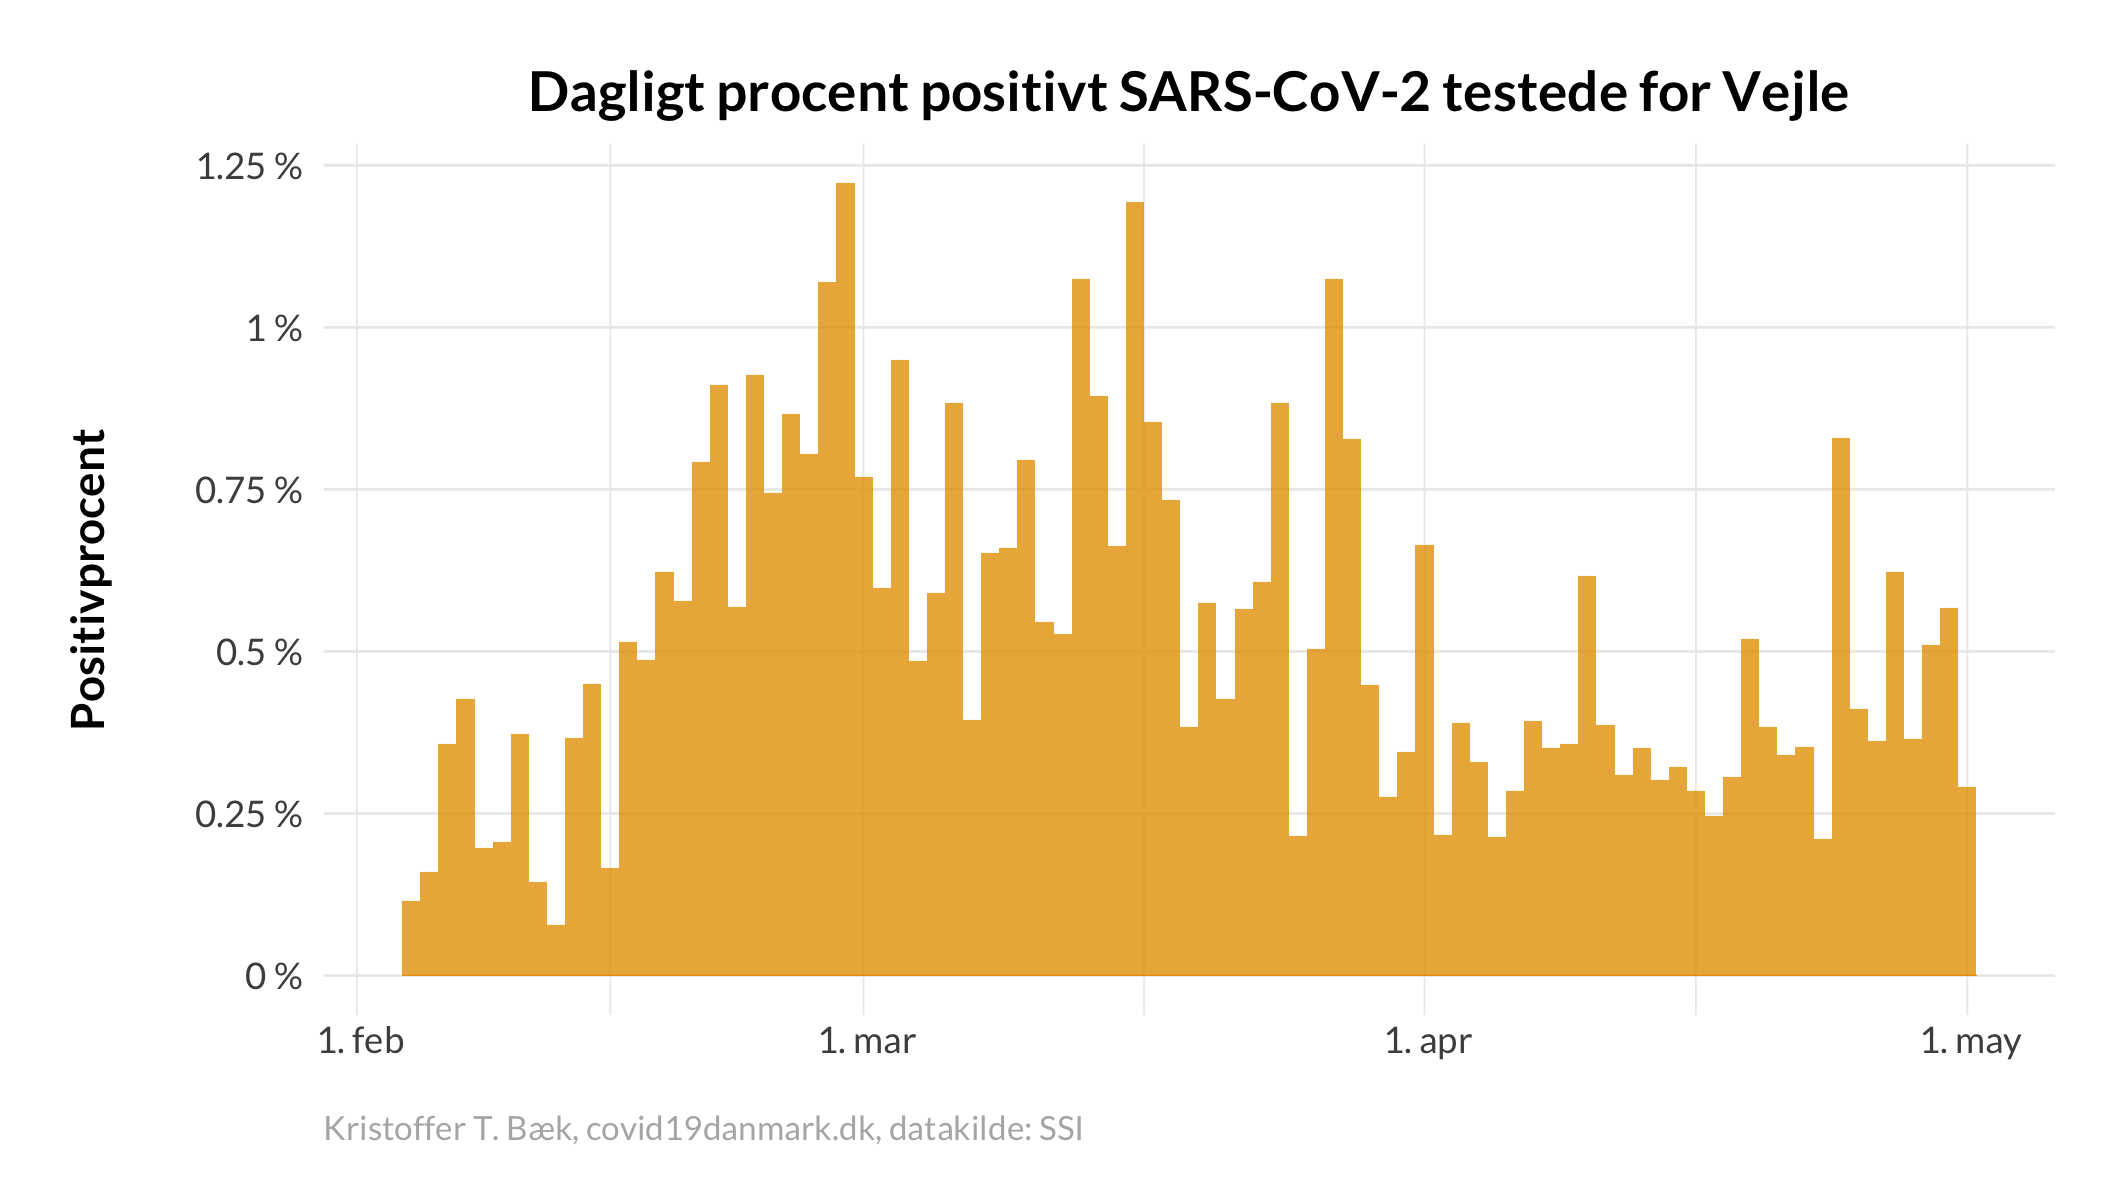 Dagligt procent positivt SARS-CoV-2 testede for Vejle
Positivprocent
1.25 %
1 %
0.75 %
0.5 %
0.25 %
0 %
1. feb
1. mar
1. apr
1. may
Kristoffer T. Bæk, covid19danmark.dk, datakilde: SSI